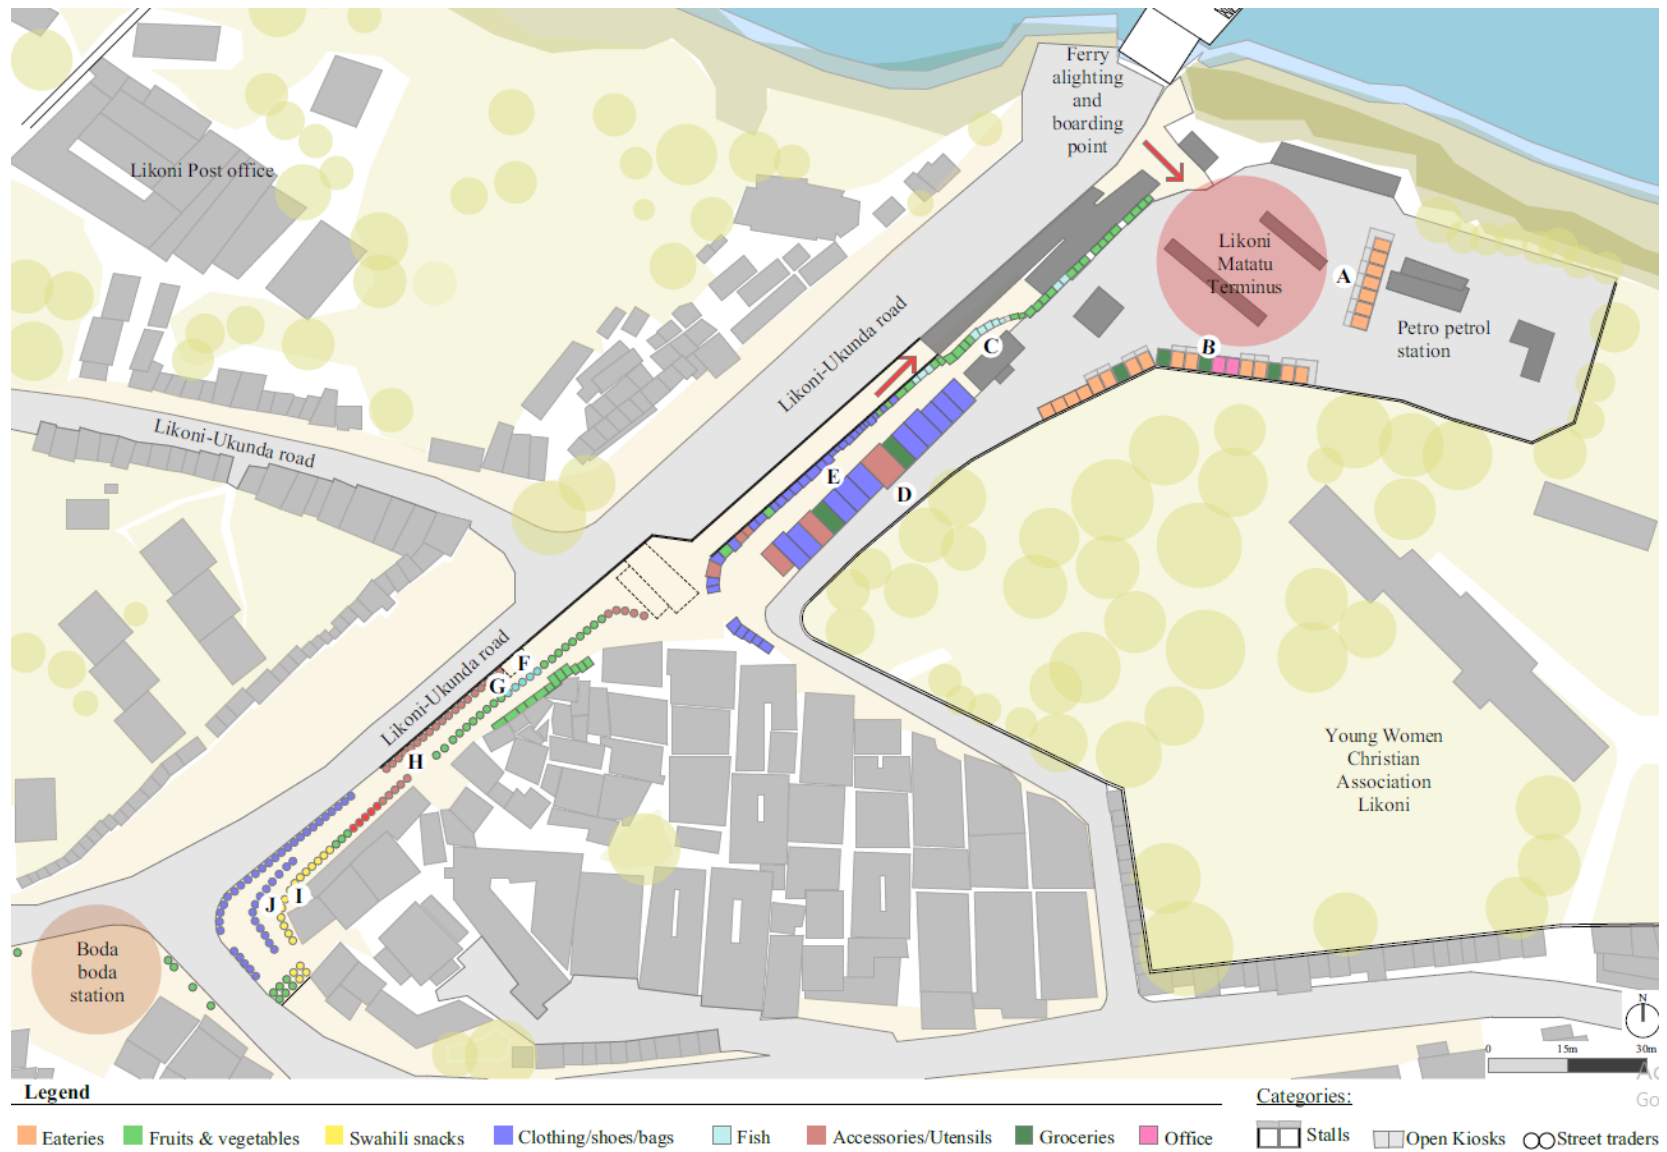 Ferry
alighting
and
boarding
point
Likoni Post office
Likoni
Matatu
Terminus
A
Petro petrol
station
B
C
Likoni-Ukunda road
Likoni-Ukunda road
E
D
Likoni-Ukunda road
F
G
H
Young Women
Christian
Association
Likoni
I
J
Boda
boda
station
N
0 15m 30m
Legend
Categories:
Eateries
Fruits & vegetables
Swahili snacks
Clothing/shoes/bags
Fish
Accessories/Utensils
Groceries
Office
Stalls
Open Kiosks
Street traders
Go